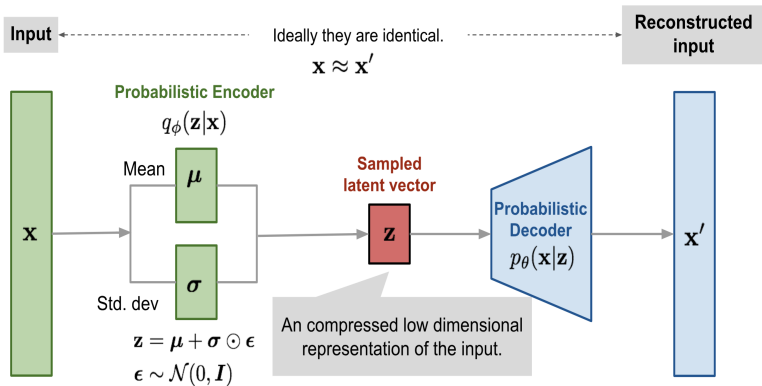 Input
Ideally they are identical.
x ≈ x′
Reconstructed
input
Probabilistic Encoder
qϕ(z|x)
Mean
μ
x
σ
Std. dev
z = μ + σ ⊙ ϵ
ϵ ∼ 𝒩(0, I)
Sampled
latent vector
z
An compressed low dimensional
representation of the input.
Probabilistic
Decoder
pθ(x|z)
x′